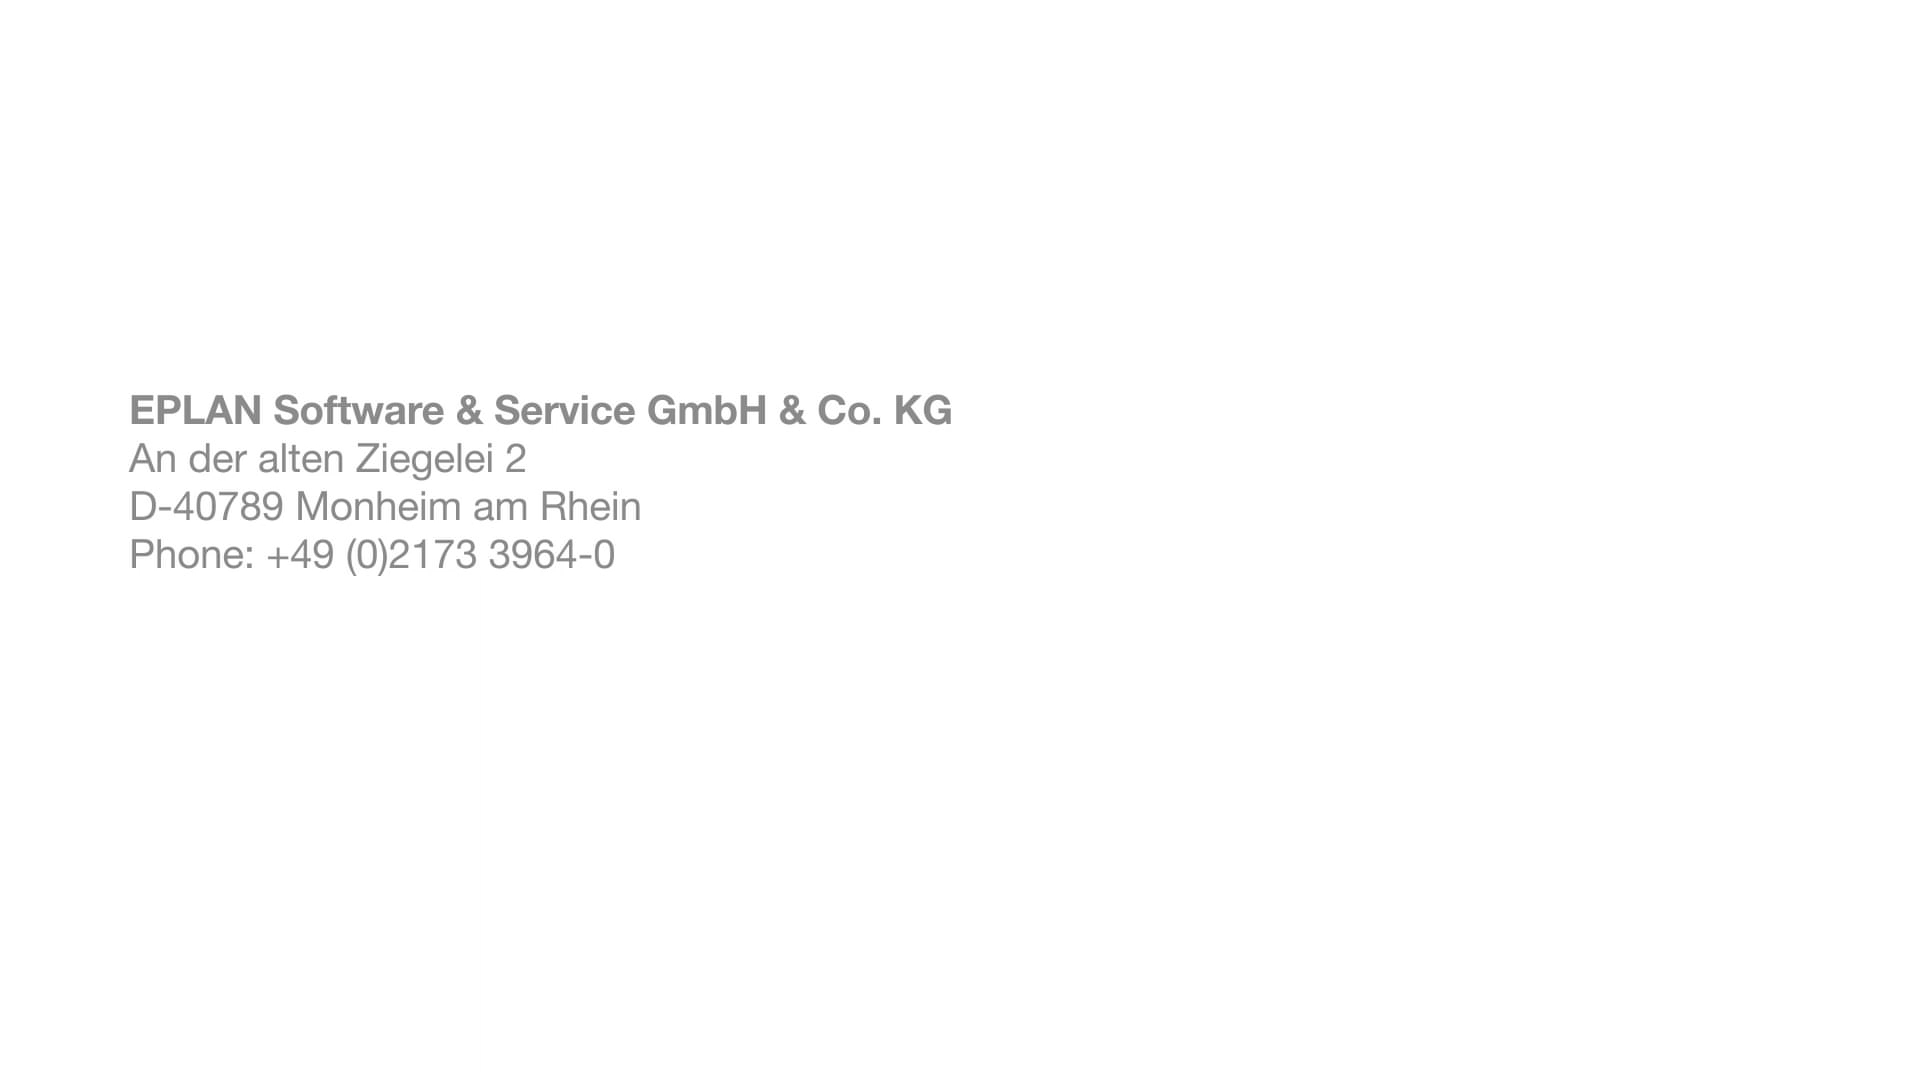 EPLAN Software & Service GmbH & Co. KG
An der alten Ziegelei 2
D-40789 Monheim am Rhein
Phone: +49 (0)2173 3964-0